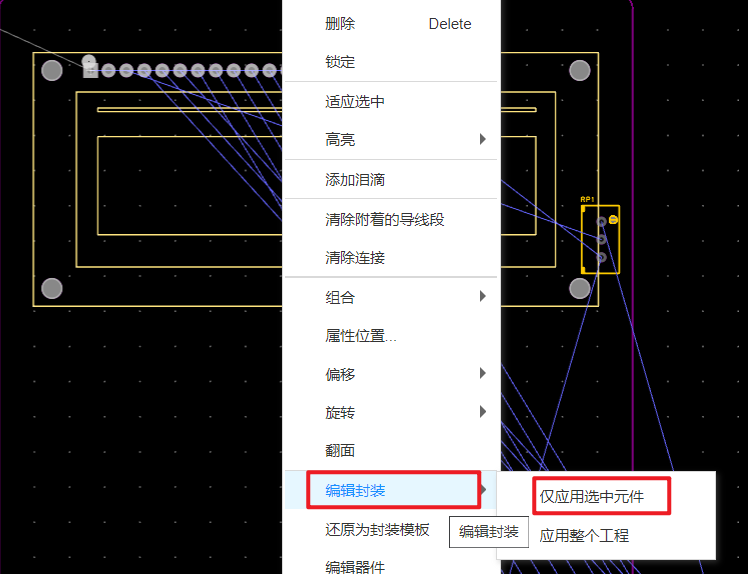 删除 Delete
锁定
适应选中
高亮
添加泪滴
清除附着的导线段
清除连接
组合
属性位置...
偏移
旋转
翻面
编辑封装
仅应用选中元件
还原为封装模板
编辑封装
应用整个工程
编辑器件
RP1